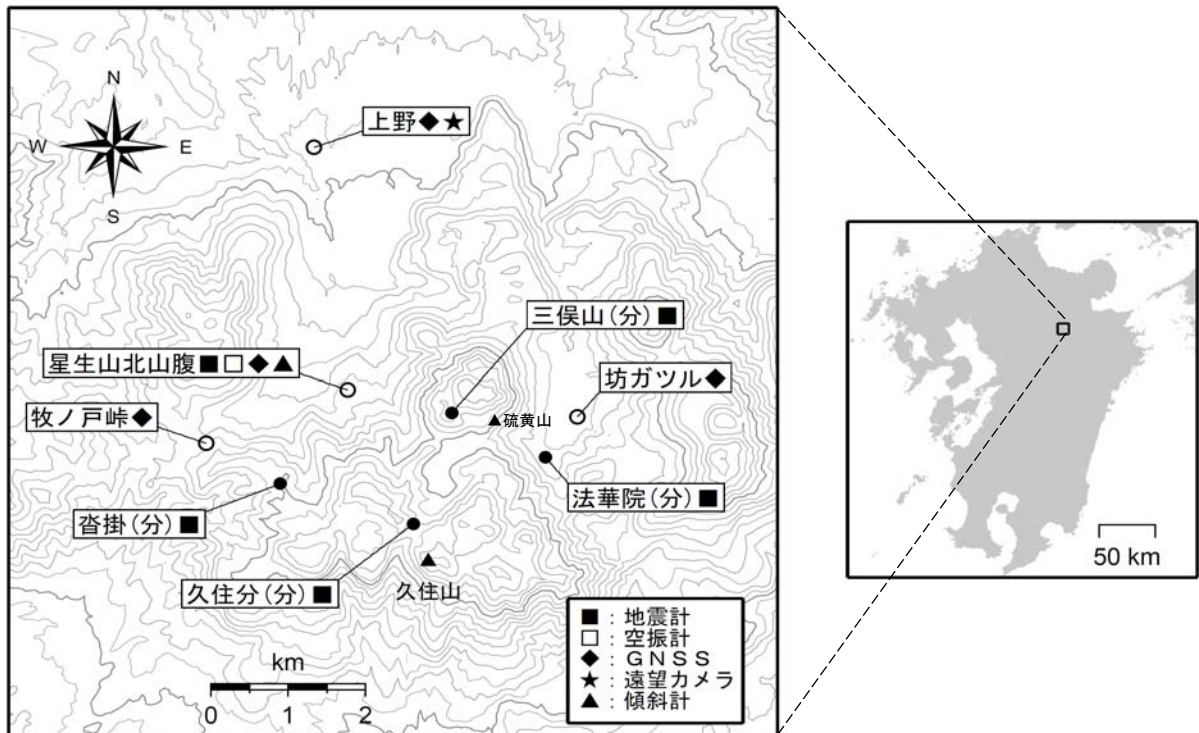 N
W
E
S
上野◆★
三俣山(分)■
星生山北山腹■□◆▲
坊ガツル◆
牧ノ戸峠◆
▲硫黄山
法華院(分)■
沓掛(分)■
久住分(分)■
久住山
km
0 1 2
■:地震計
□:空振計
◆:GNSS
★:遠望カメラ
▲:傾斜計
50 km